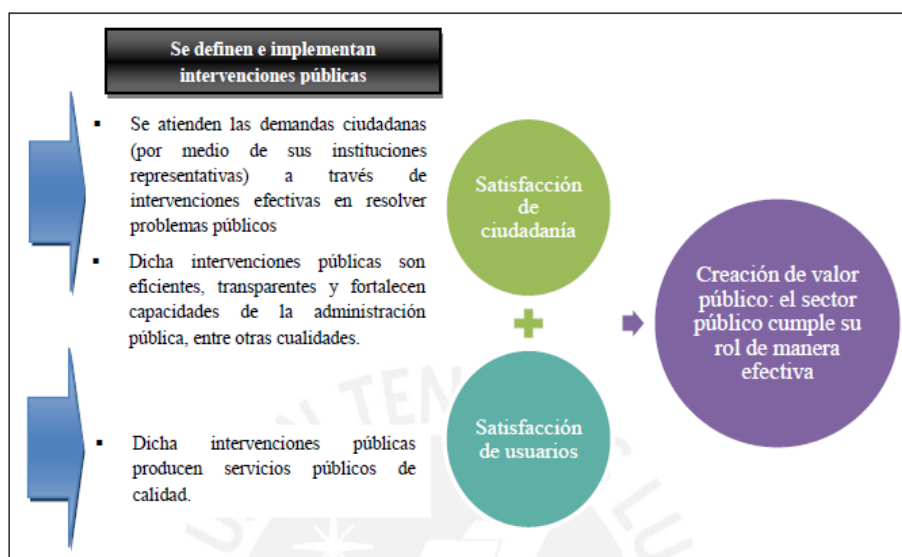 Se definen e implementan
intervenciones públicas
▪ Se atienden las demandas ciudadanas
(por medio de sus instituciones
representativas) a través de
intervenciones efectivas en resolver
problemas públicos
▪ Dicha intervenciones públicas son
eficientes, transparentes y fortalecen
capacidades de la administración
pública, entre otras cualidades.
▪ Dicha intervenciones públicas
producen servicios públicos de
calidad.
Satisfacción
de
ciudadanía
Satisfacción
de usuarios
Creación de valor
público: el sector
público cumple su
rol de manera
efectiva
TEN
LU